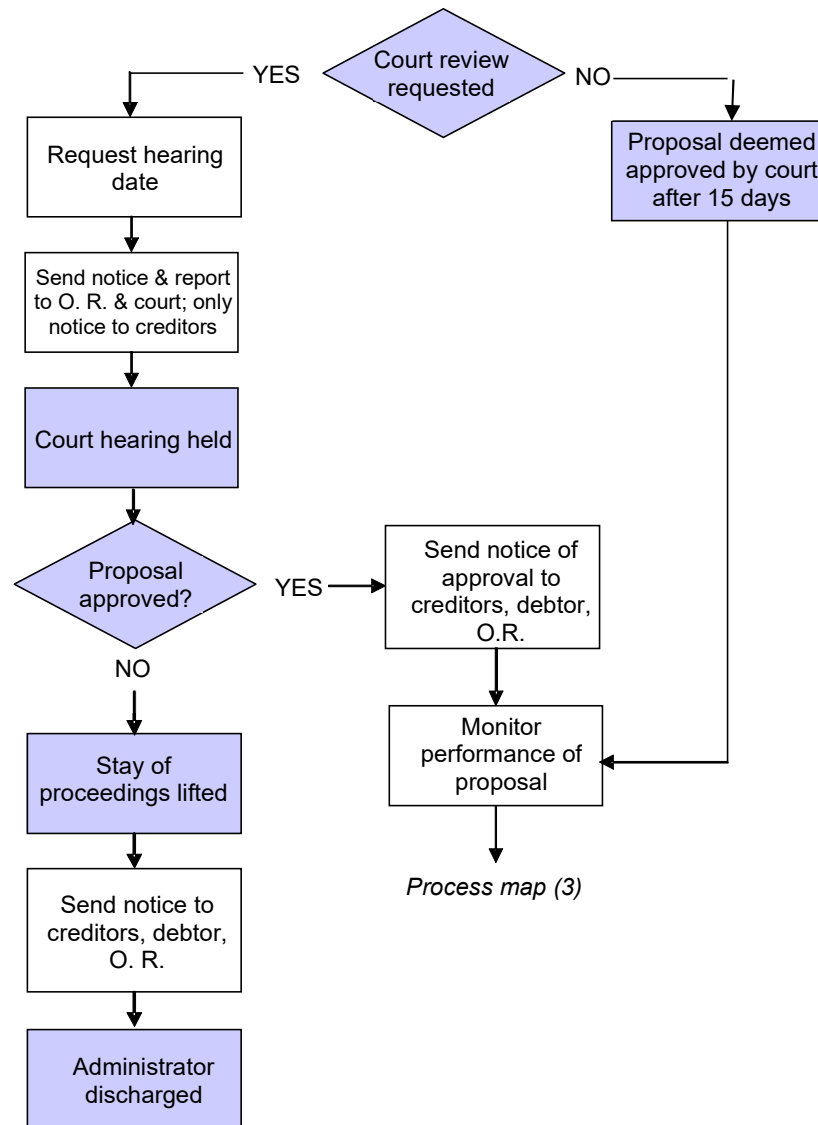 Court review
requested
YES
NO
Request hearing
date
Proposal deemed
approved by court
after 15 days
Send notice & report
to O. R. & court; only
notice to creditors
Court hearing held
Proposal
approved?
YES
Send notice of
approval to
creditors, debtor,
O.R.
NO
Monitor
performance of
proposal
Stay of
proceedings lifted
Process map (3)
Send notice to
creditors, debtor,
O. R.
Administrator
discharged